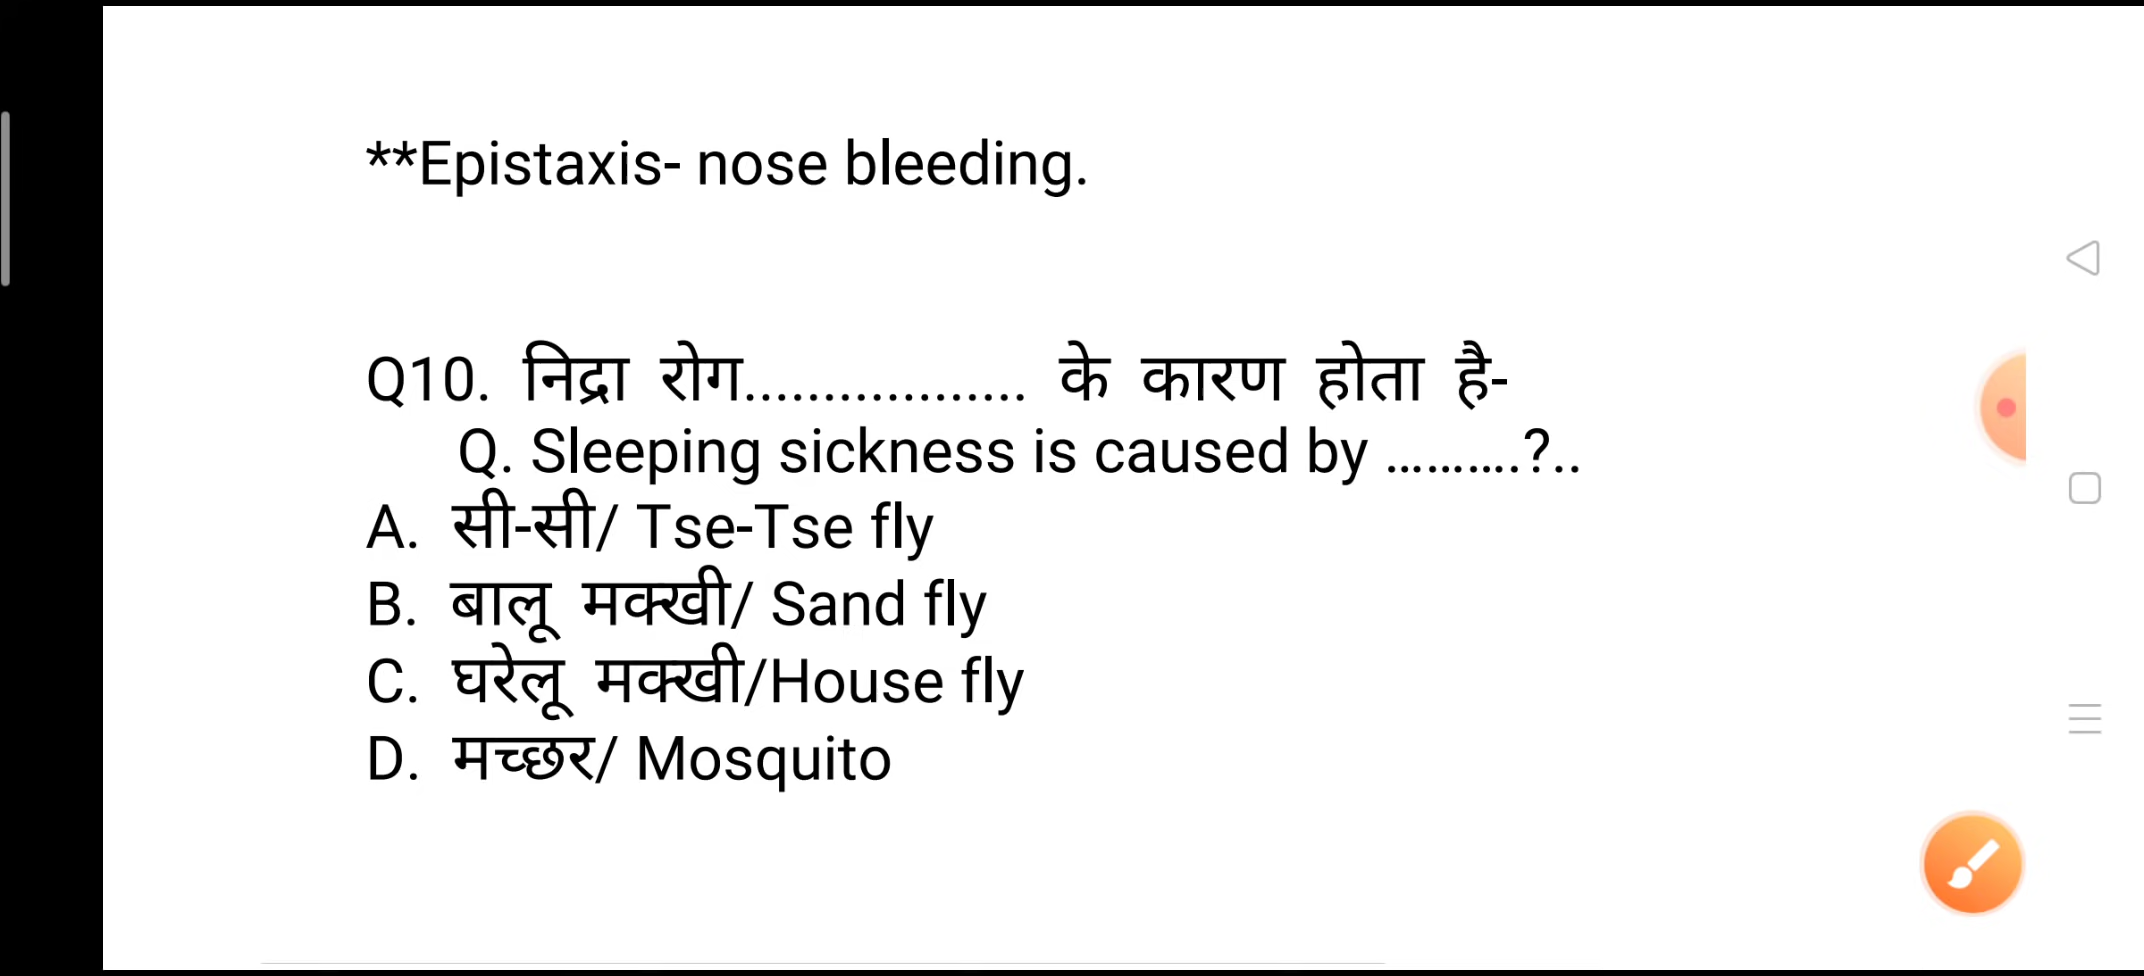 **Epistaxis- nose bleeding.
Q10. निद्रा रोग.................. के कारण होता है-
Q. Sleeping sickness is caused by ..........?..
A. सी-सी/ Tse-Tse fly
B. बालू मक्खी/ Sand fly
C. घरेलू मक्खी/House fly
D. मच्छर/ Mosquito